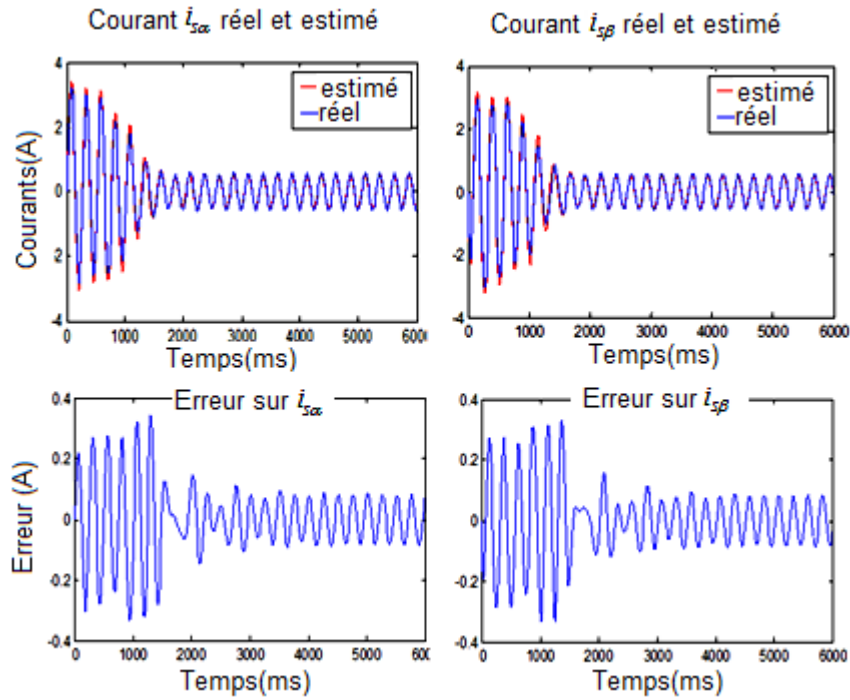 Courant isα réel et estimé
Courants(A)
4
2
0
2
-4
estimé
réel
0 1000 2000 3000 4000 5000 600
Temps(ms)
Courant isβ réel et estimé
4
2
0
-2
-4
estimé
réel
0 1000 2000 3000 4000 5000 6000
Temps(ms)
Erreur sur isα
Erreur (A)
0.4
0.2
0
0.2
-0.4
0 1000 2000 3000 4000 5000 600
Temps(ms)
Erreur sur isβ
0.4
0.2
0
-0.2
-0.4
0 1000 2000 3000 4000 5000 6000
Temps(ms)